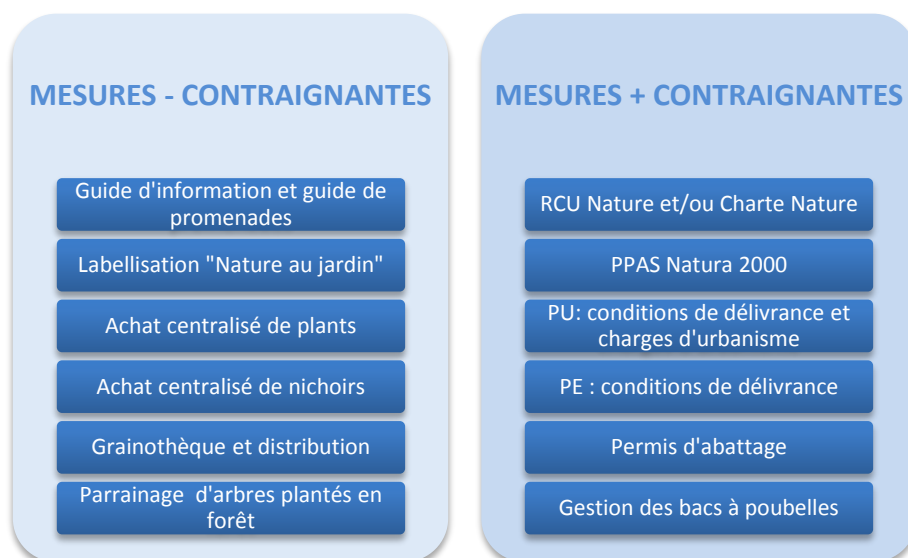 MESURES - CONTRAIGNANTES
Guide d'information et guide de
promenades
Labellisation "Nature au jardin"
Achat centralisé de plants
Achat centralisé de nichoirs
Grainothèque et distribution
Parrainage d'arbres plantés en
forêt
MESURES + CONTRAIGNANTES
RCU Nature et/ou Charte Nature
PPAS Natura 2000
PU: conditions de délivrance et
charges d'urbanisme
PE : conditions de délivrance
Permis d'abattage
Gestion des bacs à poubelles